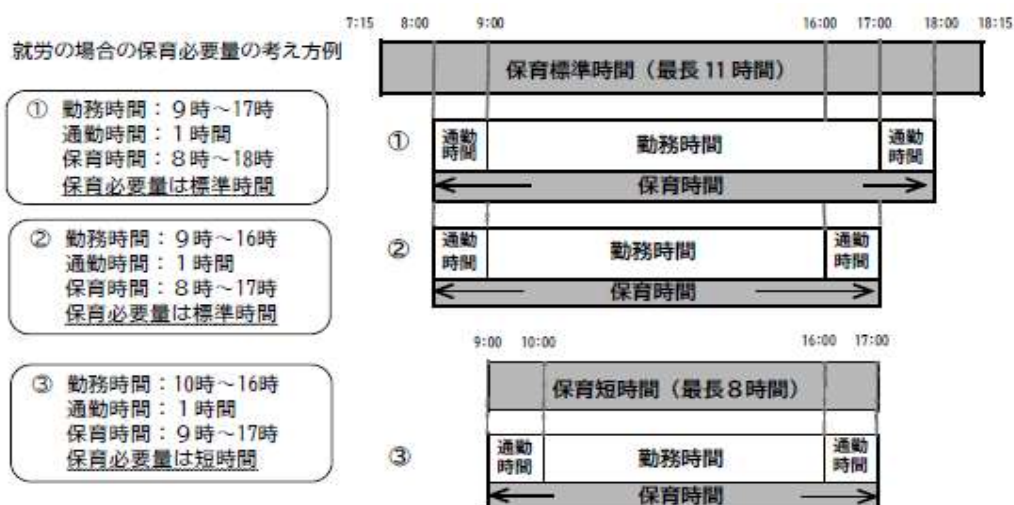 7:15 8:00 9:00 16:00 17:00 18:00 18:15
就労の場合の保育必要量の考え方例
保育標準時間（最長 11 時間）
① 勤務時間：９時～17時
通勤時間：１時間
保育時間：８時～18時
保育必要量は標準時間
① 通勤時間 勤務時間 通勤時間
保育時間
② 勤務時間：９時～16時
通勤時間：１時間
保育時間：８時～17時
保育必要量は標準時間
② 通勤時間 勤務時間 通勤時間
保育時間
9:00 10:00 16:00 17:00
保育短時間（最長８時間）
③ 勤務時間：10時～16時
通勤時間：１時間
保育時間：９時～17時
保育必要量は短時間
③ 通勤時間 勤務時間 通勤時間
保育時間